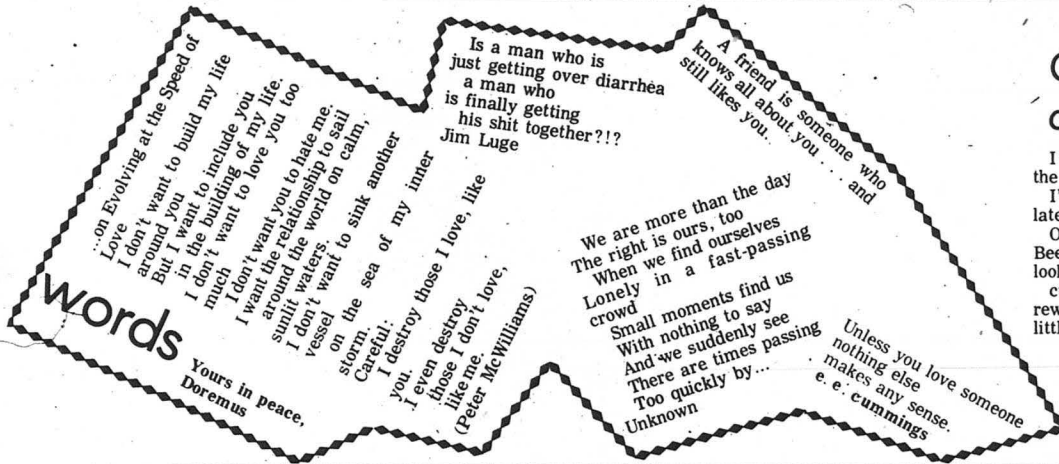 words
Yours in peace,
Doremus
...on Evolving at the Speed of
Love
I don't want to build my life
around you
But I want to include you
in the building of my life.
I don't want to love you too
much
I don't want you to hate me.
I want the relationship to sail
around the world on calm,
sunlit waters.
I don't want to sink another
vessel
on the sea of my inner
storm.
Careful:
I destroy those I love, like
you.
I even destroy
those I don't love,
like me.
(Peter McWilliams)
Is a man who is
just getting over diarrhea
a man who
is finally getting
his shit together?!?
Jim Luge
A friend is someone who
knows all about you . . . and
still likes you.
We are more than the day
The right is ours, too
When we find ourselves
Lonely in a fast-passing
crowd
Small moments find us
With nothing to say
And we suddenly see
There are times passing
Too quickly by...
Unknown
Unless you love someone
nothing else
makes any sense.
e. e. cummings
I
the
I'
late
O
Bee
look
c
rew
littl